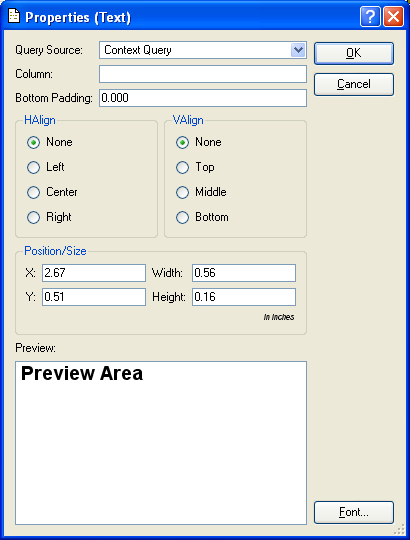 Properties (Text)
Query Source: Context Query
OK
Column:
Cancel
Bottom Padding: 0.000
HAlign
VAlign
None
None
Left
Top
Center
Middle
Right
Bottom
Position/Size
X: 2.67 Width: 0.56
Y: 0.51 Height: 0.16
in inches
Preview:
Preview Area
Font...